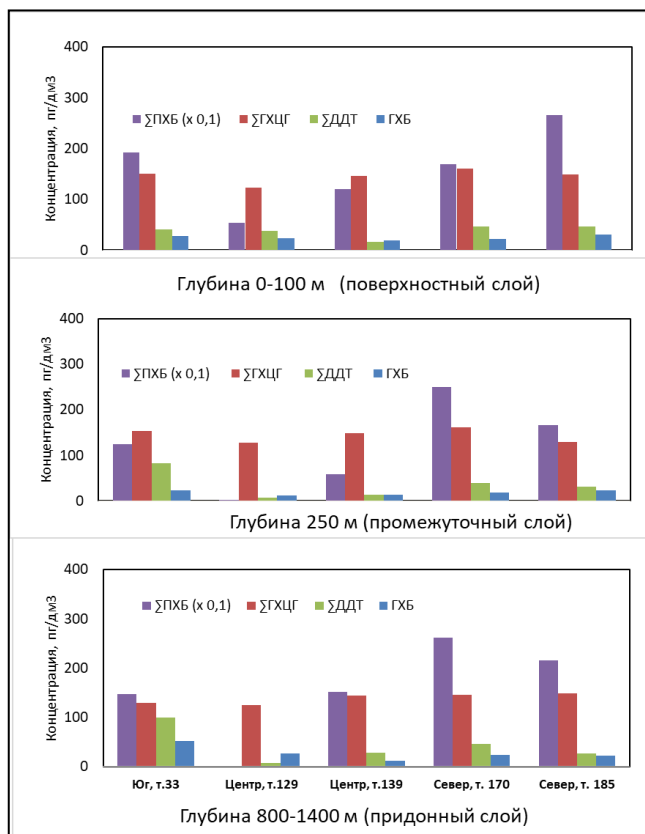 400
300
200
100
0
Концентрация, пг/дм3
∑ПХБ (х 0,1) ∑ГХЦГ ∑ДДТ ГХБ
Глубина 0-100 м (поверхностный слой)
400
300
200
100
0
Концентрация, пг/дм3
∑ПХБ (х 0,1) ∑ГХЦГ ∑ДДТ ГХБ
Глубина 250 м (промежуточный слой)
400
300
200
100
0
Концентрация, пг/дм3
∑ПХБ (х 0,1) ∑ГХЦГ ∑ДДТ ГХБ
Юг, т.33 Центр, т.129 Центр, т.139 Север, т. 170 Север, т. 185
Глубина 800-1400 м (придонный слой)